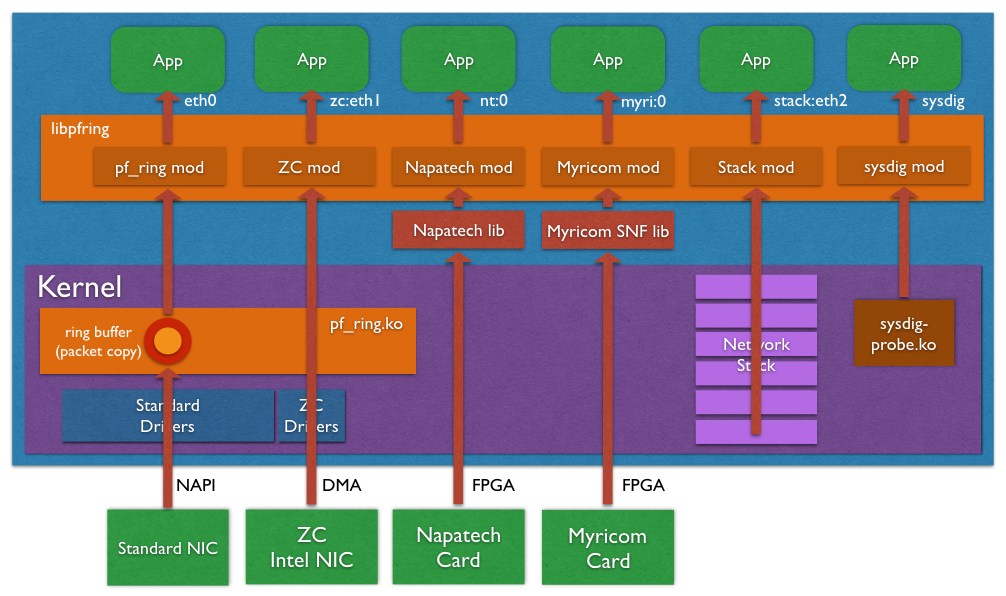 App
App
App
App
App
App
eth0
zc:eth1
nt:0
myri:0
stack:eth2
sysdig
libpfring
pf_ring mod
ZC mod
Napatech mod
Myricom mod
Stack mod
sysdig mod
Napatech lib
Myricom SNF lib
Kernel
pf_ring.ko
ring buffer
(packet copy)
Network
Stack
sysdig-
probe.ko
Standard
Drivers
ZC
Drivers
NAPI
DMA
FPGA
FPGA
Standard NIC
ZC
Intel NIC
Napatech
Card
Myricom
Card